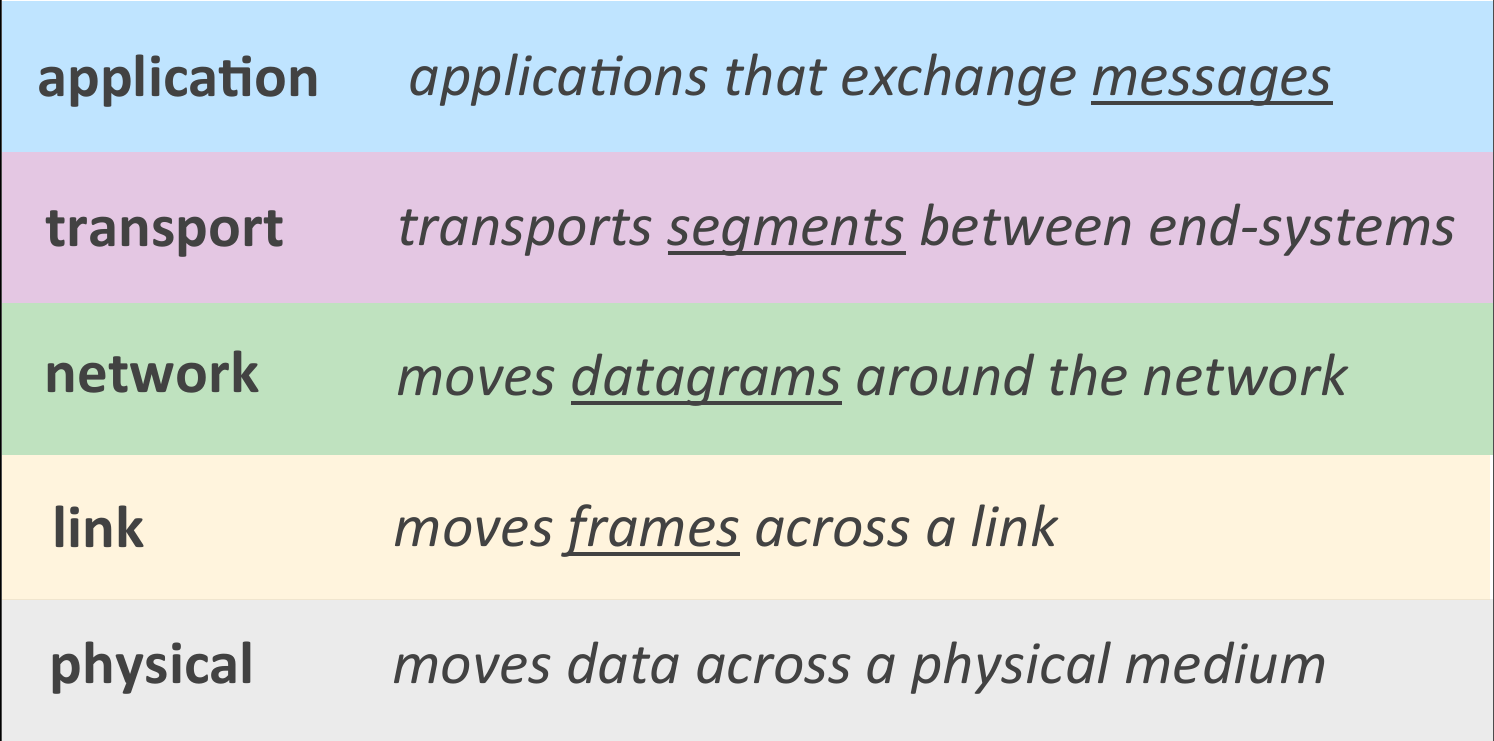 application applications that exchange messages
transport transports segments between end-systems
network moves datagrams around the network
link moves frames across a link
physical moves data across a physical medium